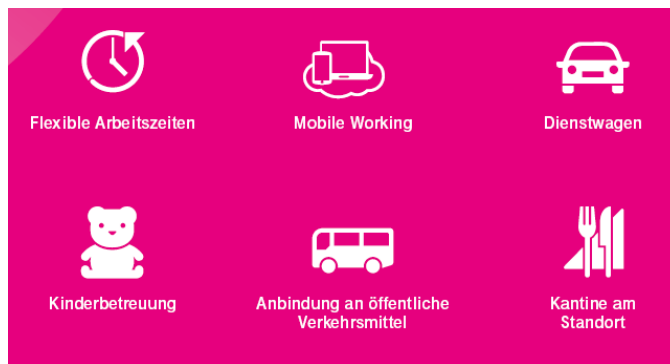 Flexible Arbeitszeiten
Mobile Working
Dienstwagen
Kinderbetreuung
Anbindung an öffentliche
Verkehrsmittel
Kantine am
Standort